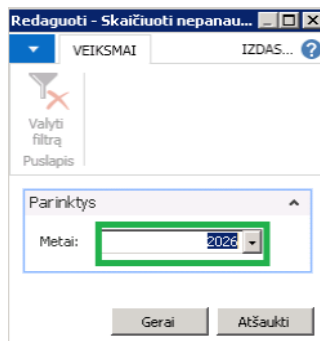 Redaguoti - Skaičiuoti nepanau...
VEIKSMAI IZDAS...
Valyti
filtrą
Puslapis
Parinktys
Metai: 2026
Gerai Atšaukti